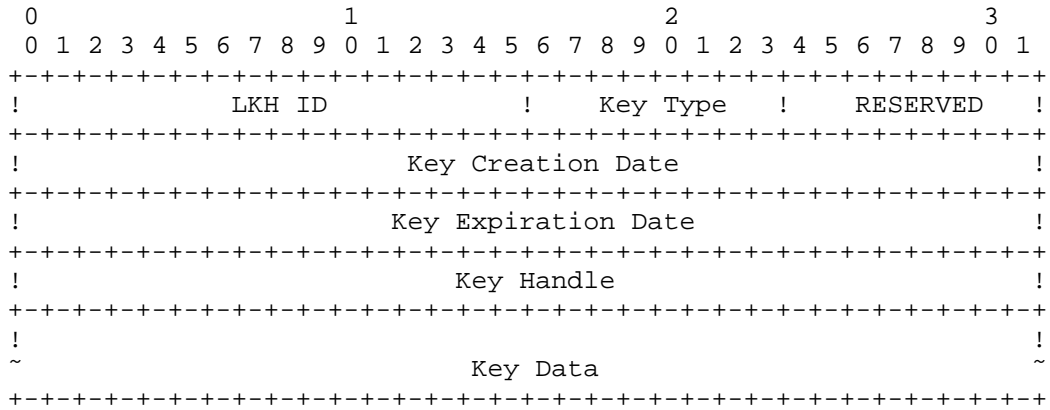 0                   1                   2                   3
 0 1 2 3 4 5 6 7 8 9 0 1 2 3 4 5 6 7 8 9 0 1 2 3 4 5 6 7 8 9 0 1
+-+-+-+-+-+-+-+-+-+-+-+-+-+-+-+-+-+-+-+-+-+-+-+-+-+-+-+-+-+-+-+-+
!             LKH ID            !    Key Type   !    RESERVED   !
+-+-+-+-+-+-+-+-+-+-+-+-+-+-+-+-+-+-+-+-+-+-+-+-+-+-+-+-+-+-+-+-+
!                        Key Creation Date                      !
+-+-+-+-+-+-+-+-+-+-+-+-+-+-+-+-+-+-+-+-+-+-+-+-+-+-+-+-+-+-+-+-+
!                       Key Expiration Date                     !
+-+-+-+-+-+-+-+-+-+-+-+-+-+-+-+-+-+-+-+-+-+-+-+-+-+-+-+-+-+-+-+-+
!                           Key Handle                          !
+-+-+-+-+-+-+-+-+-+-+-+-+-+-+-+-+-+-+-+-+-+-+-+-+-+-+-+-+-+-+-+-+
!                                                               !
~                            Key Data                           ~
+-+-+-+-+-+-+-+-+-+-+-+-+-+-+-+-+-+-+-+-+-+-+-+-+-+-+-+-+-+-+-+-+